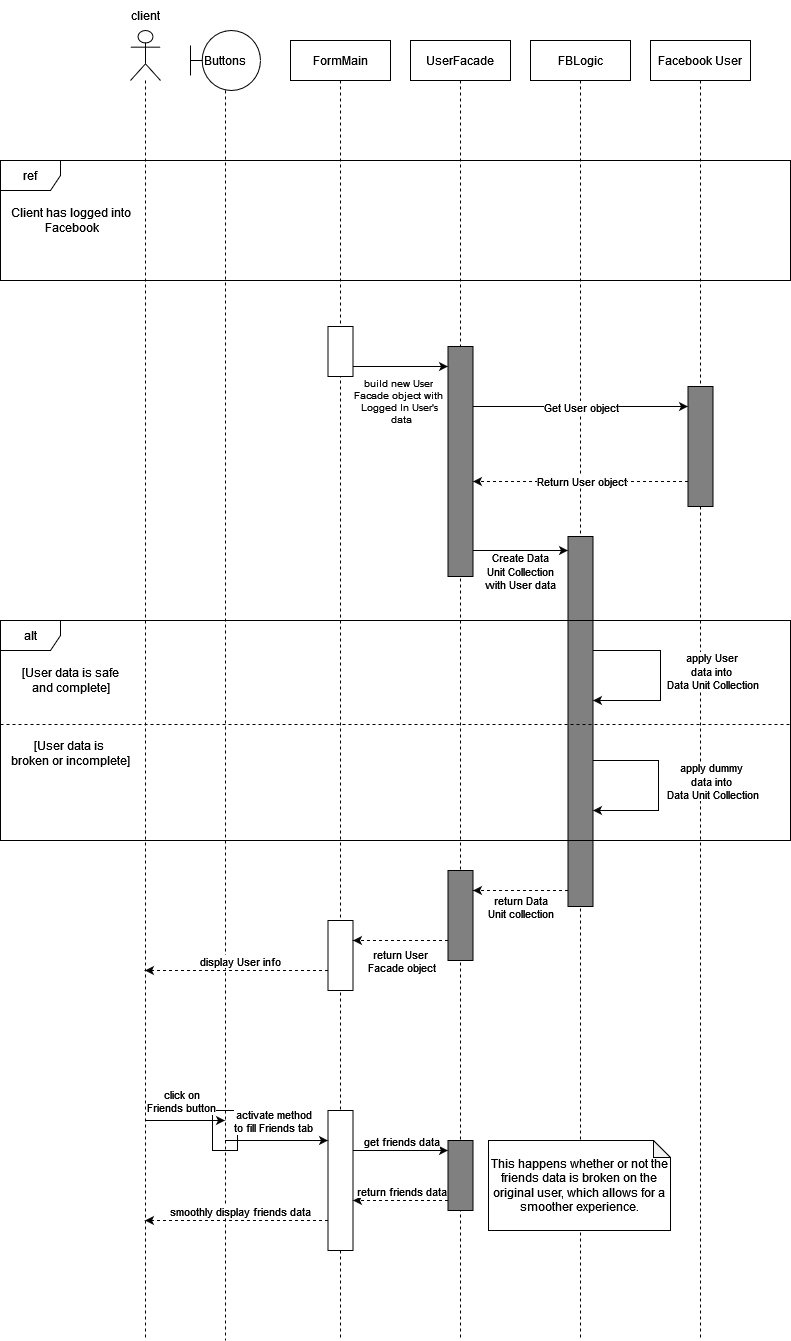 client
Buttons
FormMain
UserFacade
FBLogic
Facebook User
ref
Client has logged into
Facebook
build new User
Facade object with
Logged In User's
data
Get User object
Return User object
Create Data
Unit Collection
with User data
alt
[User data is safe
and complete]
apply User
data into
Data Unit Collection
[User data is
broken or incomplete]
apply dummy
data into
Data Unit Collection
return Data
Unit collection
return User
Facade object
display User info
click on
Friends button
activate method
to fill Friends tab
get friends data
return friends data
smoothly display friends data
This happens whether or not the
friends data is broken on the
original user, which allows for a
smoother experience.